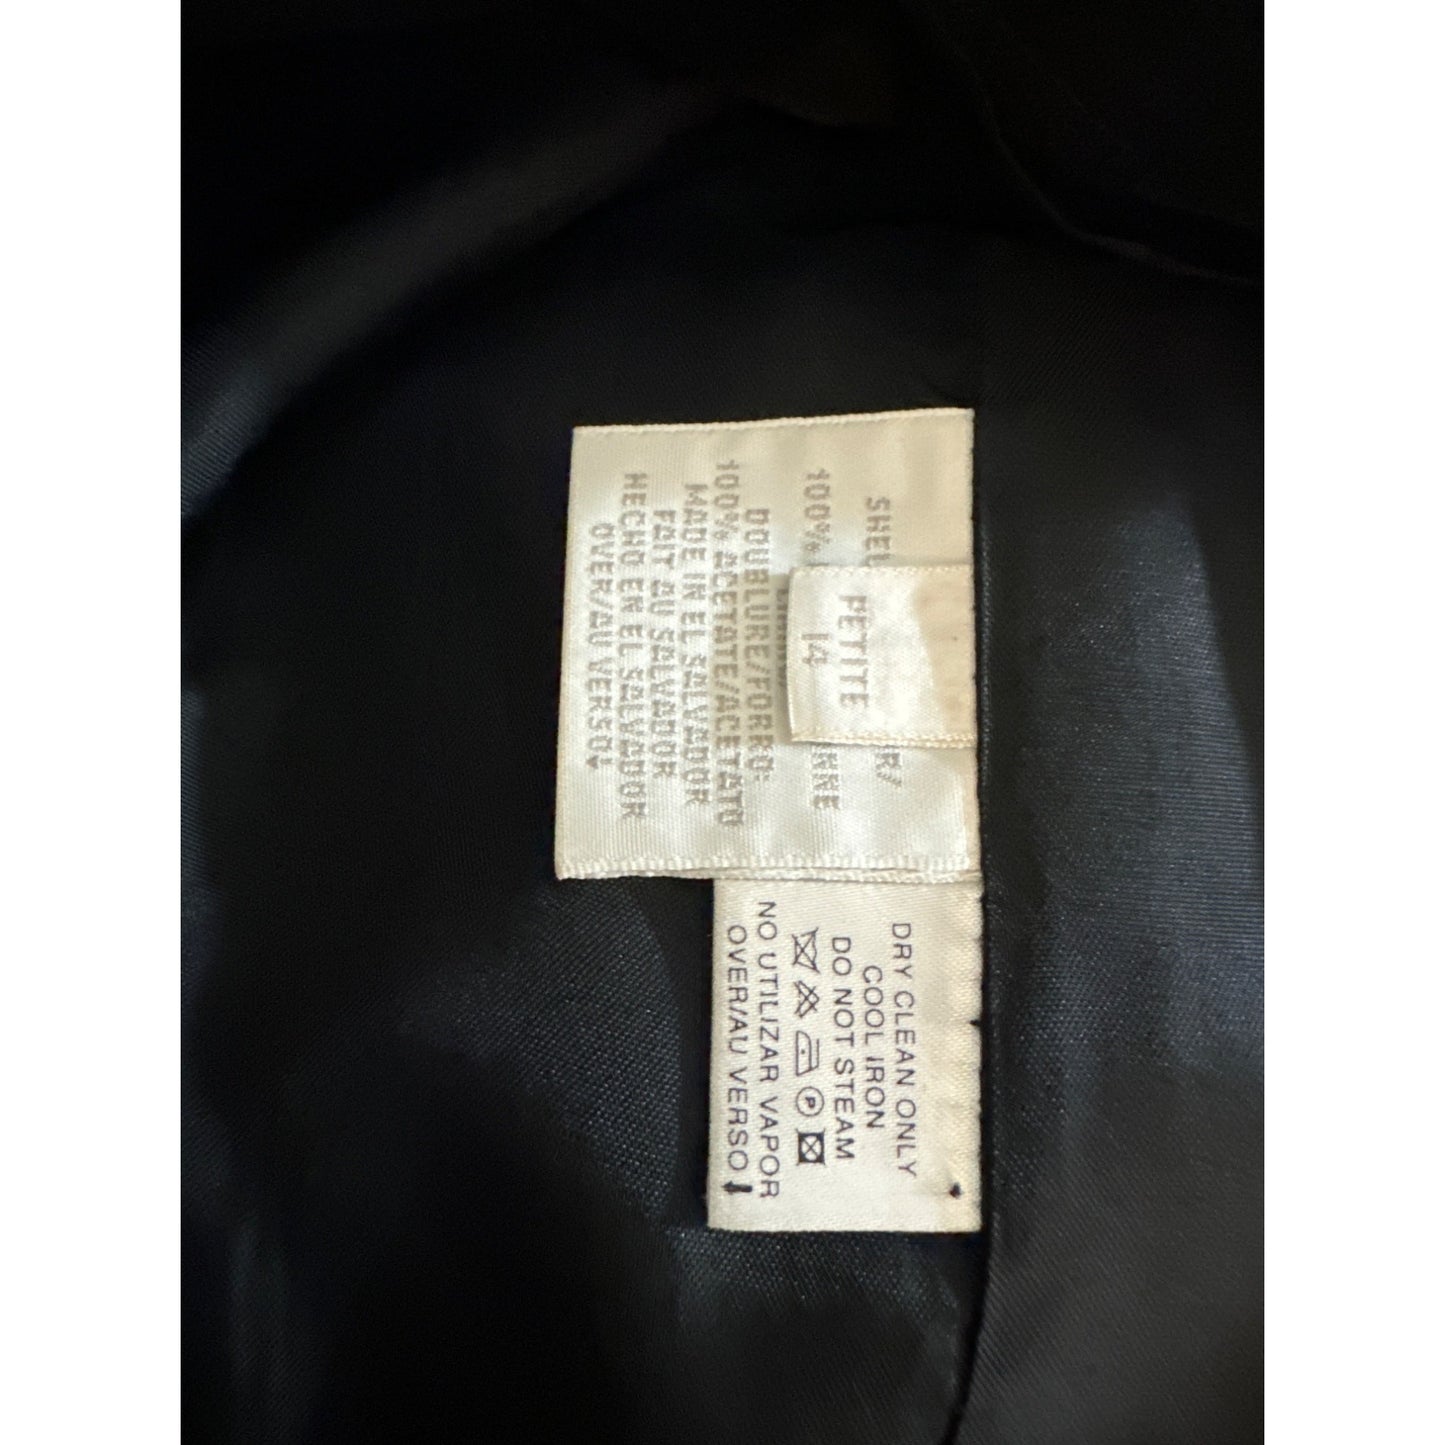 PETITE
14
100%
DOUBLURE/FORRO:
100% ACETATE/ACETATO
MADE IN EL SALVADOR
FAIT AU SALVADOR
HECHO EN EL SALVADOR
OVER/AU VERSO
DRY CLEAN ONLY
COOL IRON
DO NOT STEAM
P
NO UTILIZAR VAPOR
OVER/AU VERSO